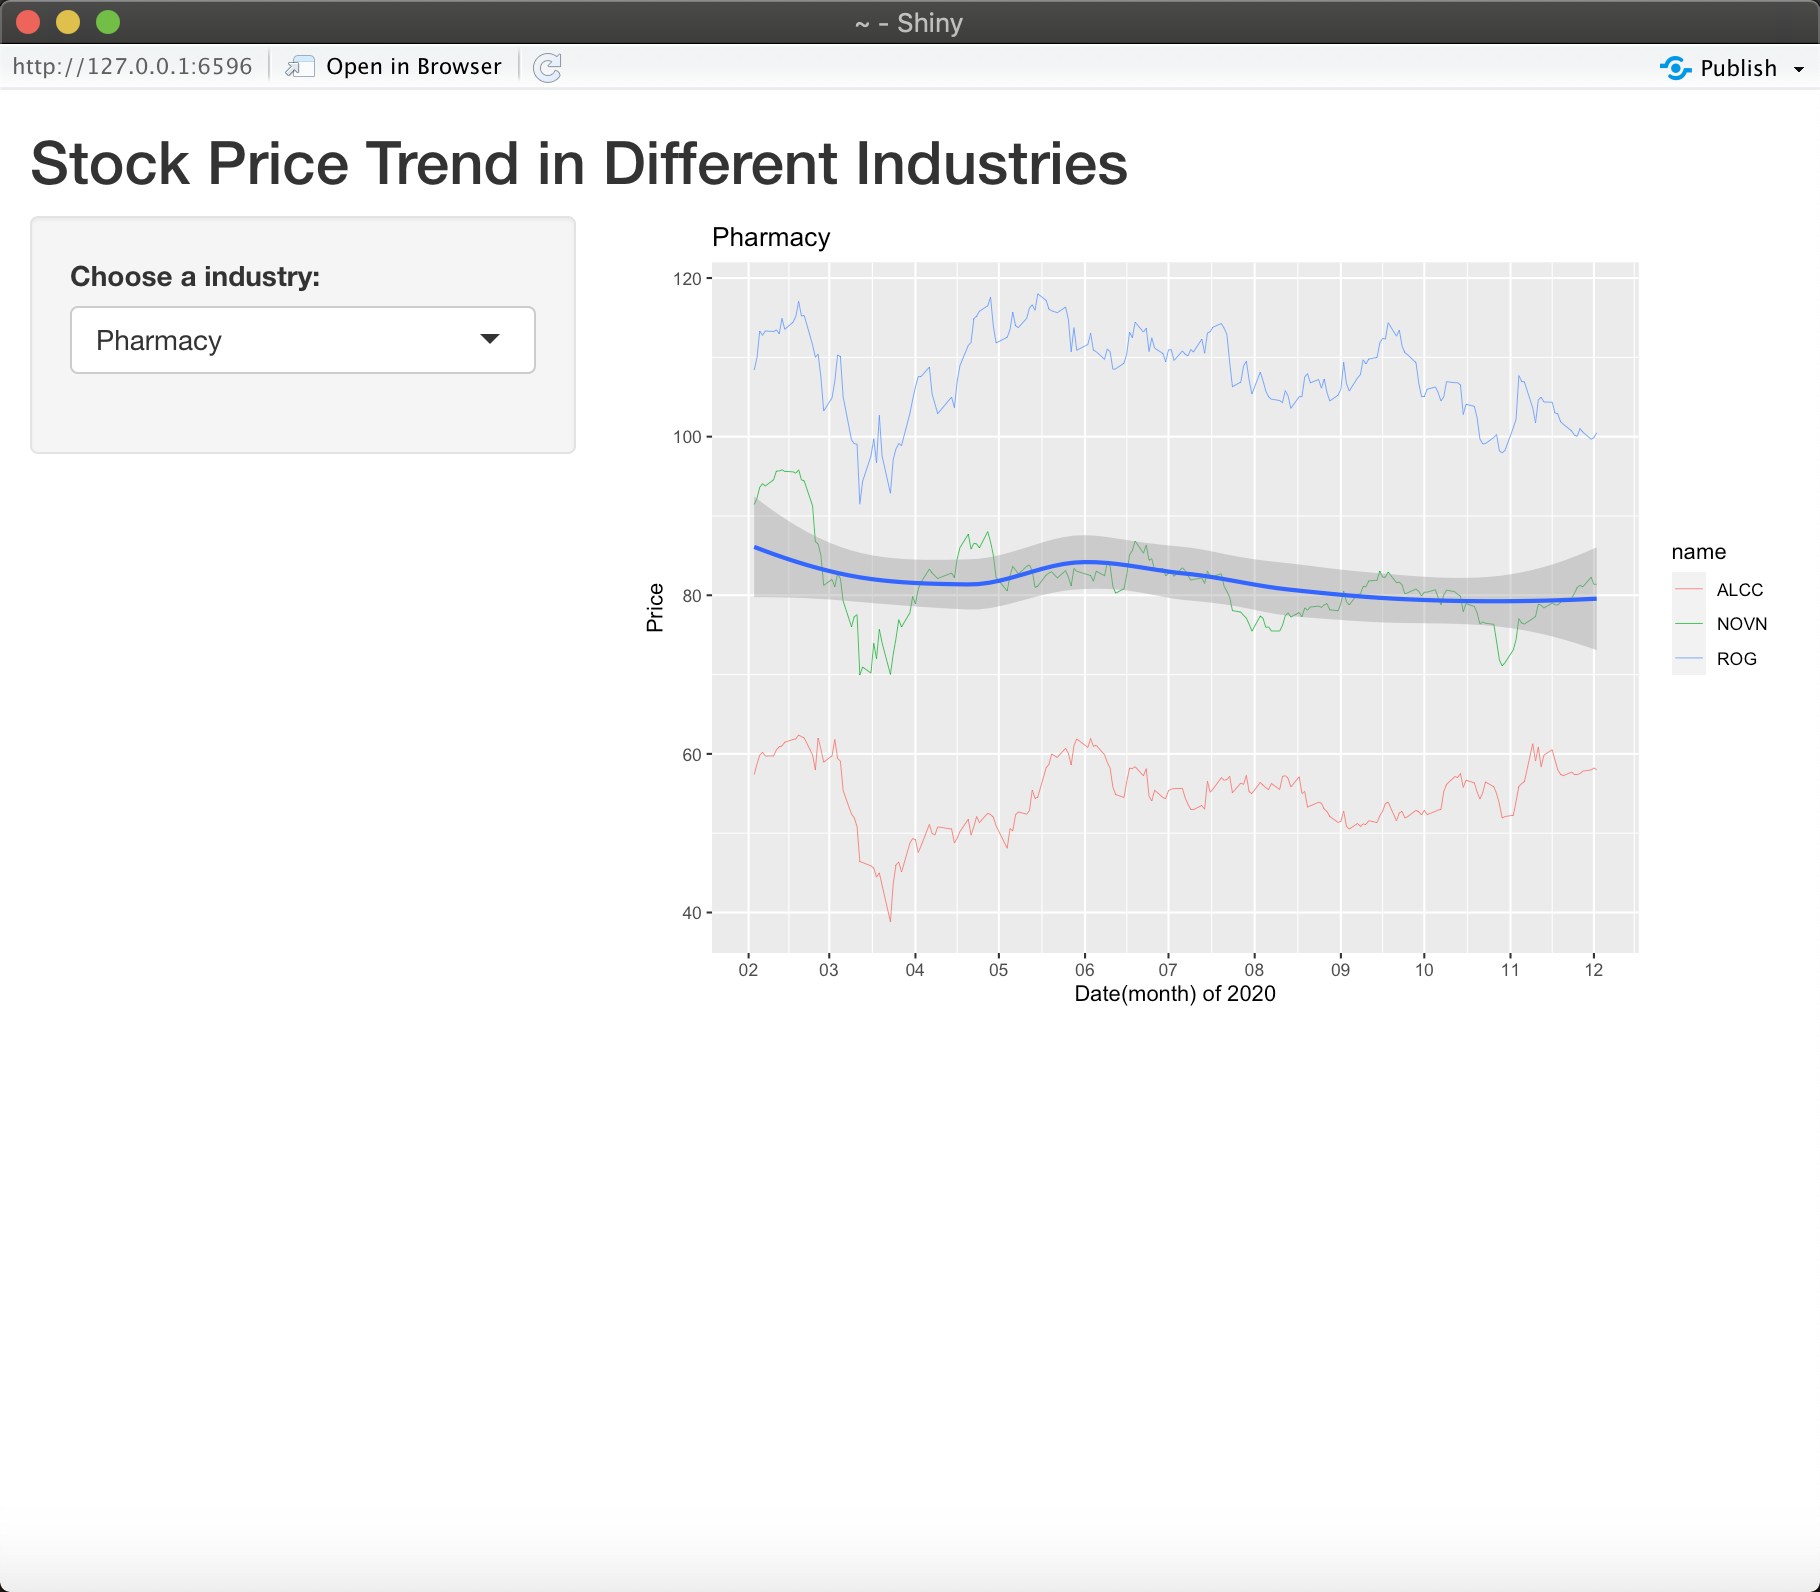 ~ - Shiny
http://127.0.0.1:6596 Open in Browser Publish
Stock Price Trend in Different Industries
Choose a industry:
Pharmacy
Pharmacy
120
100
80
60
40
Price
02 03 04 05 06 07 08 09 10 11 12
Date(month) of 2020
name
ALCC
NOVN
ROG